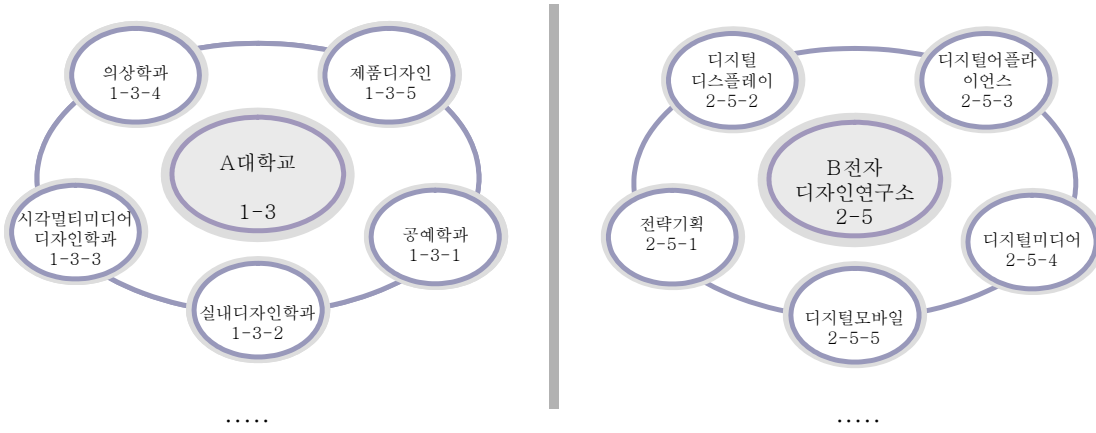 의상학과
1-3-4
제품디자인
1-3-5
A대학교
1-3
시각멀티미디어
디자인학과
1-3-3
공예학과
1-3-1
실내디자인학과
1-3-2
.....
디지털
디스플레이
2-5-2
디지털어플라
이언스
2-5-3
B전자
디자인연구소
2-5
전략기획
2-5-1
디지털미디어
2-5-4
디지털모바일
2-5-5
.....